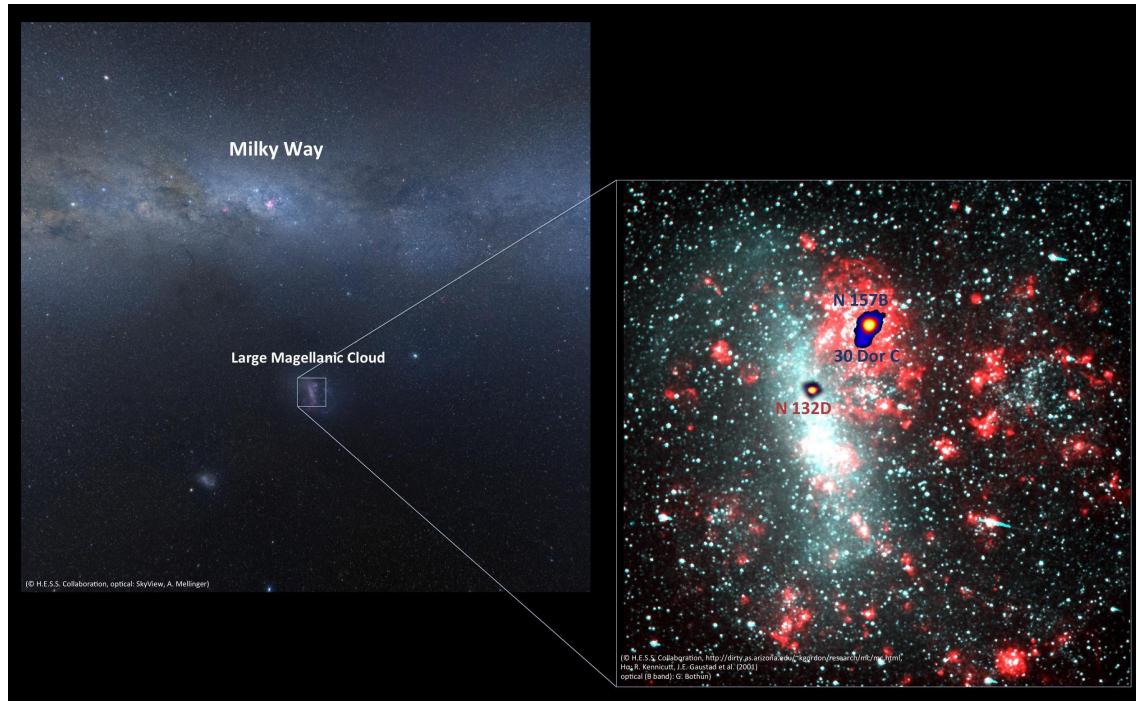 Milky Way
Large Magellanic Cloud
(© H.E.S.S. Collaboration, optical: SkyView, A. Mellinger)
N 157B
30 Dor C
N 132D
(© H.E.S.S. Collaboration, http://dirty.as.arizona.edu/~kgordon/research/mc/mc.html,
Hα: R. Kennicutt, J.E. Gaustad et al. (2001)
optical (B band): G. Bothun)